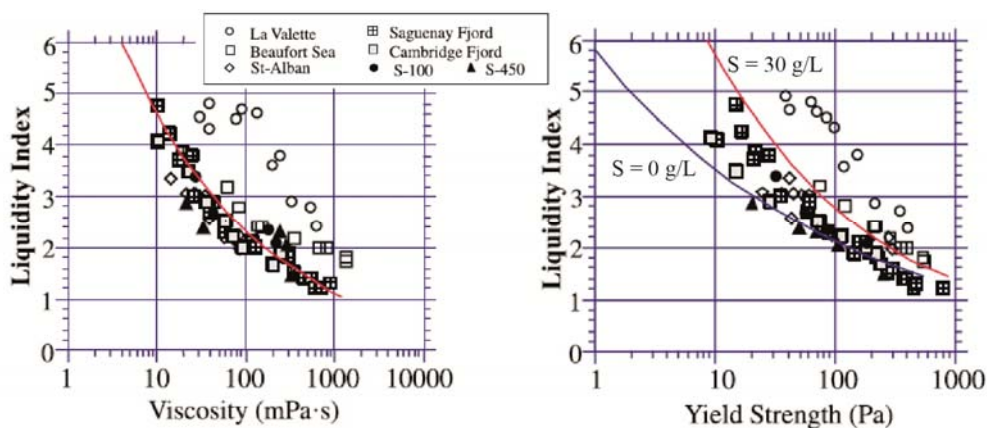 ○ La Valette ⊞ Saguenay Fjord
□ Beaufort Sea □ Cambridge Fjord
◇ St-Alban ● S-100 ▲ S-450
Liquidity Index
6
5
4
3
2
1
0
1 10 100 1000 10000
Viscosity (mPa·s)
Liquidity Index
6
5
4
3
2
1
0
S = 30 g/L
S = 0 g/L
1 10 100 1000
Yield Strength (Pa)